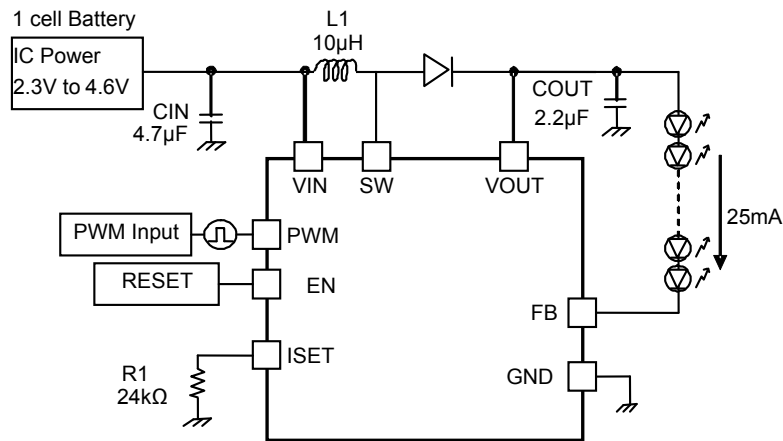 1 cell Battery
IC Power
2.3V to 4.6V
L1
10µH
CIN
4.7µF
COUT
2.2µF
VIN
SW
VOUT
25mA
PWM Input
PWM
RESET
EN
FB
ISET
R1
24kΩ
GND